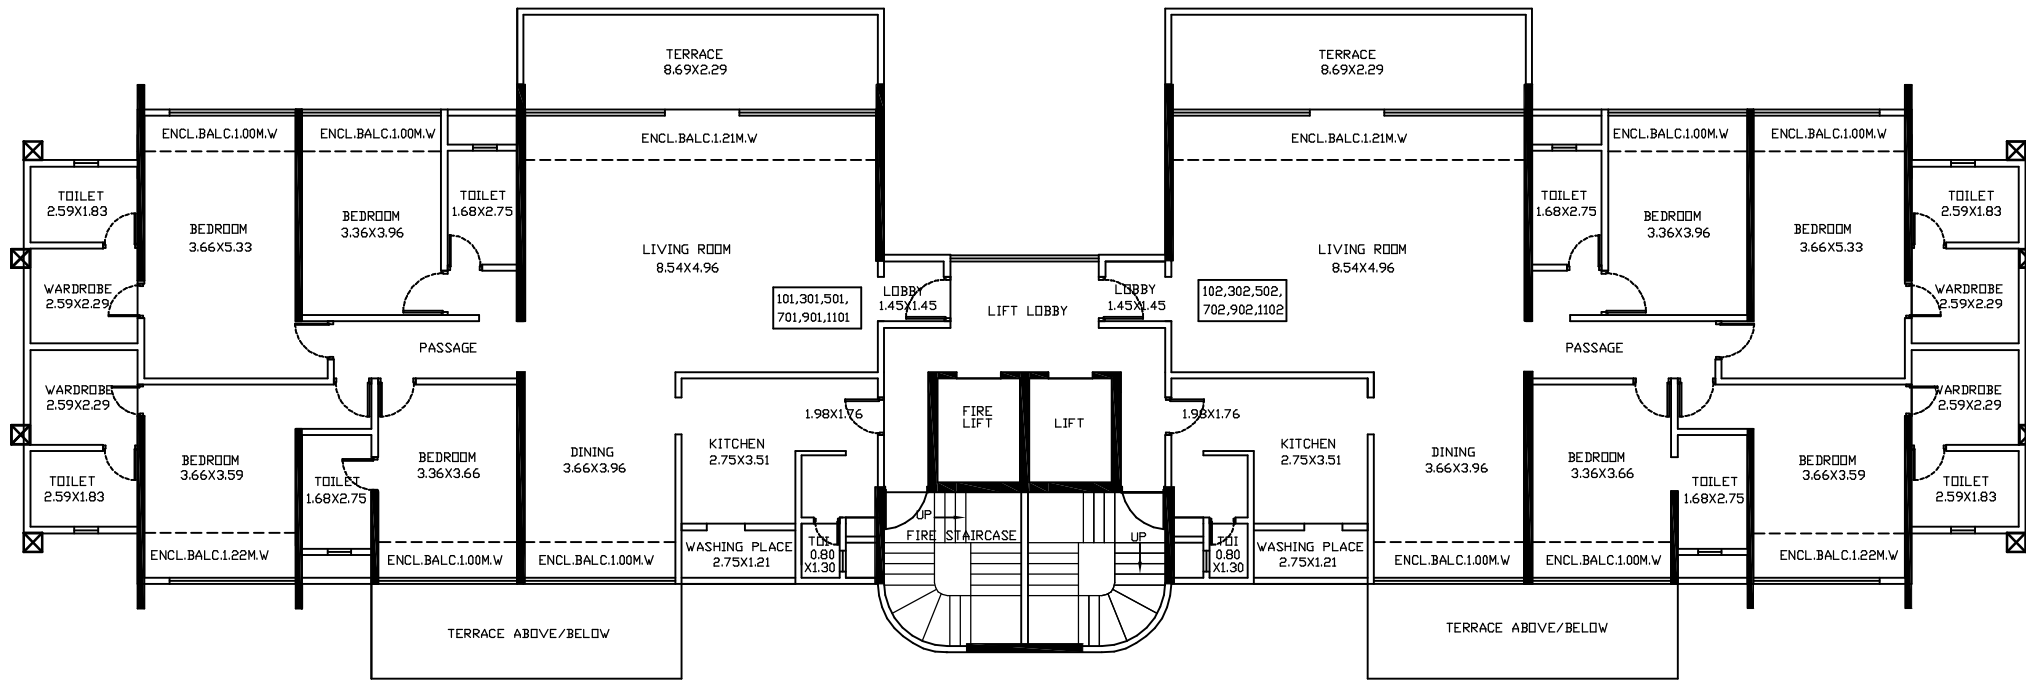 TERRACE
8.69X2.29
TERRACE
8.69X2.29
ENCL.BALC.1.00M.W
ENCL.BALC.1.00M.W
ENCL.BALC.1.21M.W
ENCL.BALC.1.21M.W
ENCL.BALC.1.00M.W
ENCL.BALC.1.00M.W
TOILET
2.59X1.83
BEDROOM
3.66X5.33
BEDROOM
3.36X3.96
TOILET
1.68X2.75
LIVING ROOM
8.54X4.96
LIVING ROOM
8.54X4.96
TOILET
1.68X2.75
BEDROOM
3.36X3.96
BEDROOM
3.66X5.33
TOILET
2.59X1.83
WARDROBE
2.59X2.29
101,301,501,
701,901,1101
LOBBY
1.45X1.45
LIFT LOBBY
LOBBY
1.45X1.45
102,302,502,
702,902,1102
WARDROBE
2.59X2.29
PASSAGE
PASSAGE
WARDROBE
2.59X2.29
1.98X1.76
FIRE
LIFT
LIFT
1.98X1.76
WARDROBE
2.59X2.29
TOILET
2.59X1.83
BEDROOM
3.66X3.59
TOILET
1.68X2.75
BEDROOM
3.36X3.66
DINING
3.66X3.96
KITCHEN
2.75X3.51
KITCHEN
2.75X3.51
DINING
3.66X3.96
BEDROOM
3.36X3.66
TOILET
1.68X2.75
BEDROOM
3.66X3.59
TOILET
2.59X1.83
UP
FIRE STAIRCASE
UP
ENCL.BALC.1.22M.W
ENCL.BALC.1.00M.W
ENCL.BALC.1.00M.W
WASHING PLACE
2.75X1.21
TOI
0.80
X1.30
TOI
0.80
X1.30
WASHING PLACE
2.75X1.21
ENCL.BALC.1.00M.W
ENCL.BALC.1.00M.W
ENCL.BALC.1.22M.W
TERRACE ABOVE/BELOW
TERRACE ABOVE/BELOW